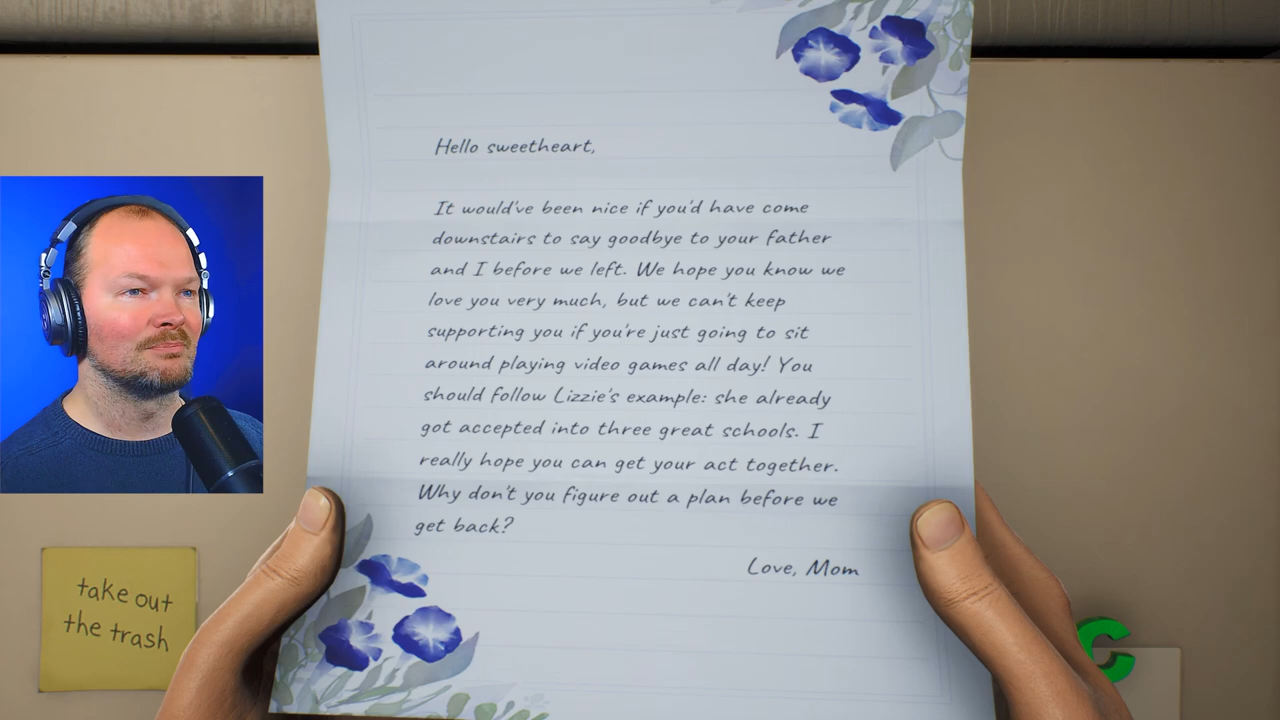 Hello sweetheart,
It would've been nice if you'd have come
downstairs to say goodbye to your father
and I before we left. We hope you know we
love you very much, but we can't keep
supporting you if you're just going to sit
around playing video games all day! You
should follow Lizzie's example: she already
got accepted into three great schools. I
really hope you can get your act together.
Why don't you figure out a plan before we
get back?
Love, Mom
take out
the trash
C